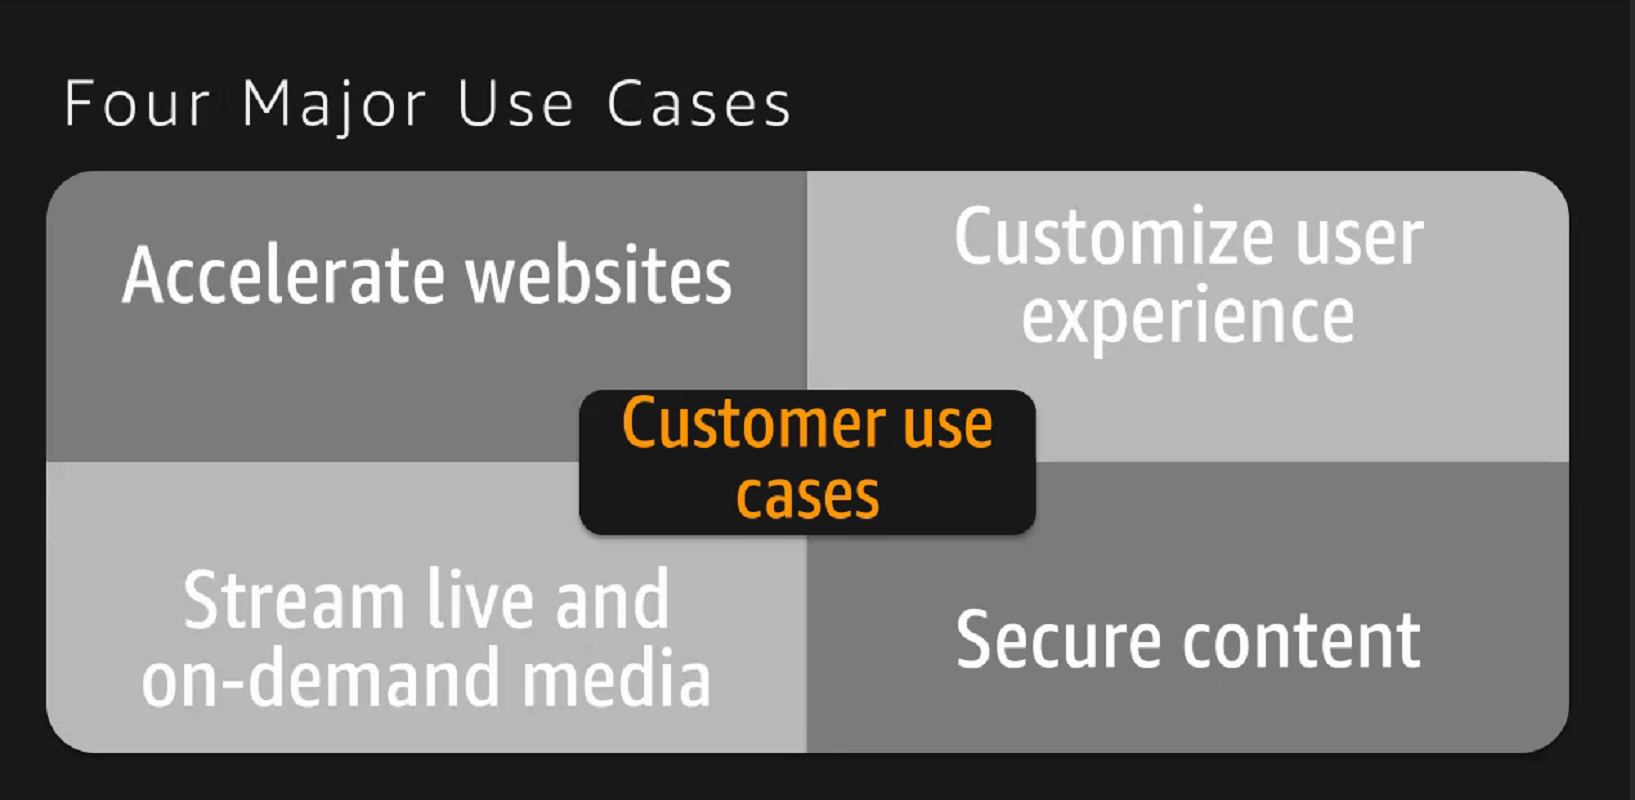 Four Major Use Cases
Accelerate websites
Customize user
experience
Customer use
cases
Stream live and
on-demand media
Secure content